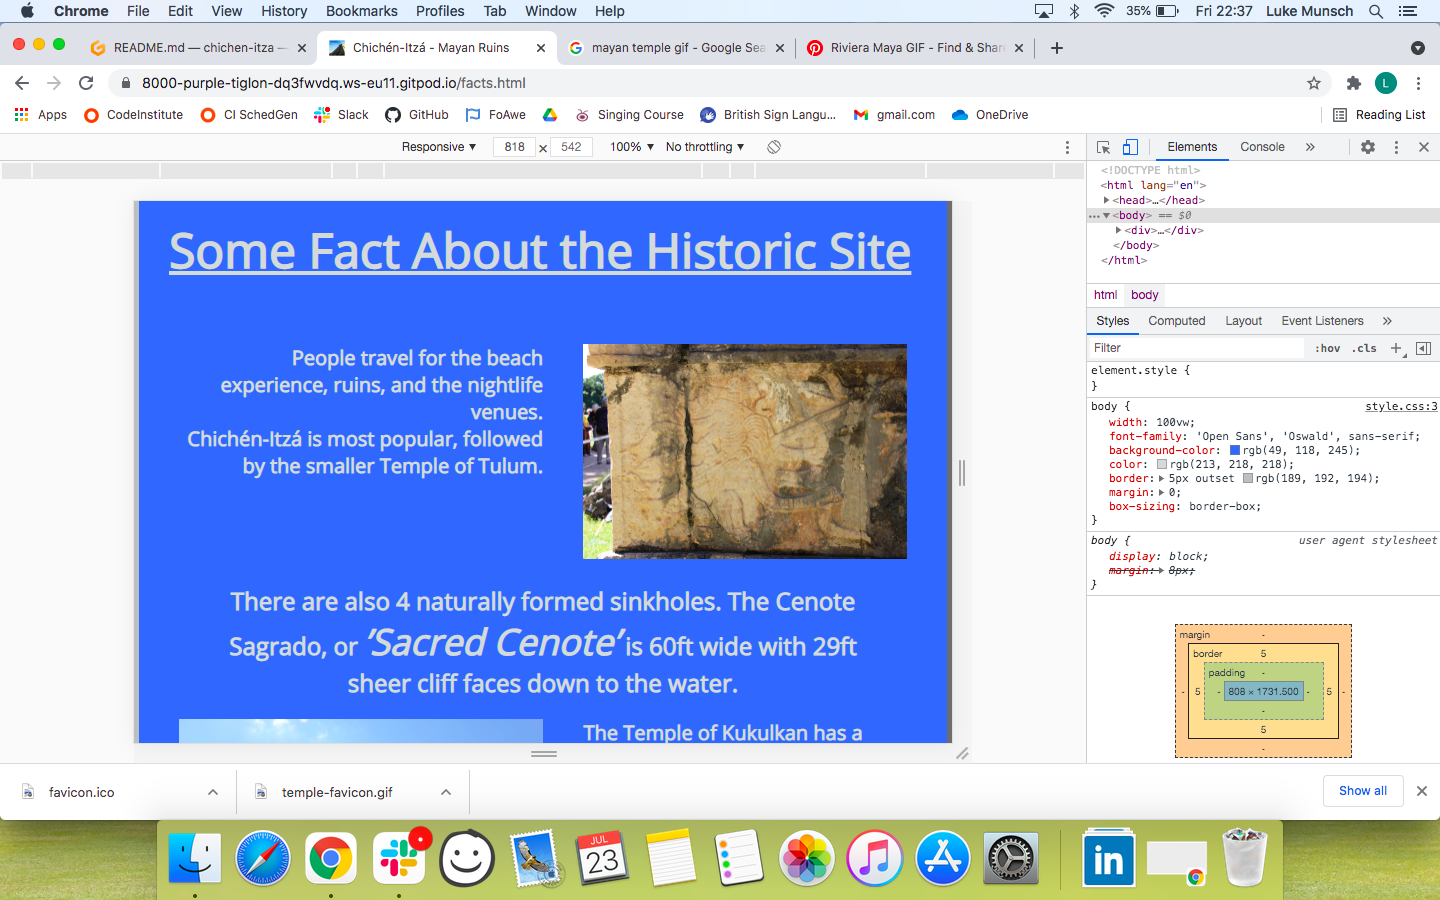 Chrome File Edit View History Bookmarks Profiles Tab Window Help 35% Fri 22:37 Luke Munsch
README.md — chichen-itza — Chichén-Itzá - Mayan Ruins mayan temple gif - Google Sea Riviera Maya GIF - Find & Share
8000-purple-tiglon-dq3fwvdq.ws-eu11.gitpod.io/facts.html L
Apps CodeInstitute CI SchedGen Slack GitHub FoAwe Singing Course British Sign Langu... gmail.com OneDrive Reading List
Responsive ▼ 818 x 542 100% ▼ No throttling ▼
Elements Console »
<!DOCTYPE html>
<html lang="en">
▶<head>…</head>
…▼<body> == $0
▶<div>…</div>
</body>
</html>
html body
Styles Computed Layout Event Listeners »
Filter :hov .cls +
element.style {
}
body { style.css:3
width: 100vw;
font-family: 'Open Sans', 'Oswald', sans-serif;
background-color: rgb(49, 118, 245);
color: rgb(213, 218, 218);
border:▶5px outset rgb(189, 192, 194);
margin:▶0;
box-sizing: border-box;
}
body { user agent stylesheet
display: block;
margin:▶8px;
}
margin -
border 5
padding -
- 5 - 808 × 1731.500 - 5 -
-
5
-
Some Fact About the Historic Site
People travel for the beach
experience, ruins, and the nightlife
venues.
Chichén-Itzá is most popular, followed
by the smaller Temple of Tulum.
There are also 4 naturally formed sinkholes. The Cenote
Sagrado, or 'Sacred Cenote' is 60ft wide with 29ft
sheer cliff faces down to the water.
The Temple of Kukulkan has a
favicon.ico temple-favicon.gif Show all
JUL
23
in